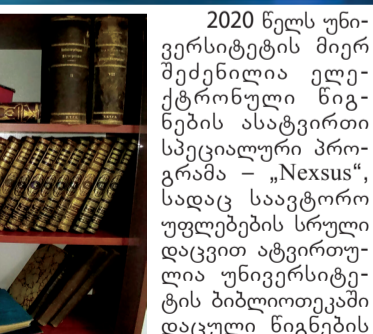 2020 წელს უნი-
ვერსიტეტის მიერ
შეძენილია ელე-
ქტრონული წიგ-
ნების ასატვირთი
სპეციალური პრო-
გრამა – „Nexsus“,
სადაც საავტორო
უფლებების სრული
დაცვით ატვირთუ-
ლია უნივერსიტე-
ტის ბიბლიოთეკაში
დაცული წიგნების